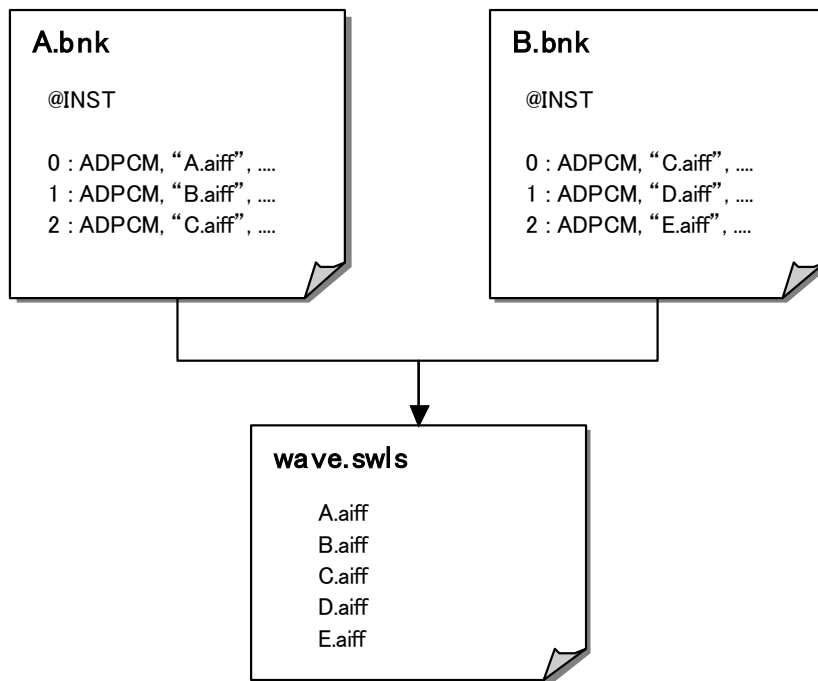 A.bnk
@INST
0 : ADPCM, “A.aiff”, ....
1 : ADPCM, “B.aiff”, ....
2 : ADPCM, “C.aiff”, ....
B.bnk
@INST
0 : ADPCM, “C.aiff”, ....
1 : ADPCM, “D.aiff”, ....
2 : ADPCM, “E.aiff”, ....
wave.swls
A.aiff
B.aiff
C.aiff
D.aiff
E.aiff